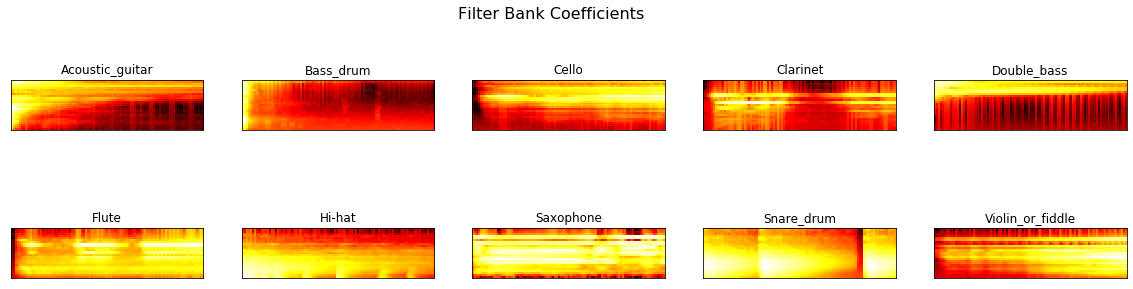 Filter Bank Coefficients
Acoustic_guitar
Bass_drum
Cello
Clarinet
Double_bass
Flute
Hi-hat
Saxophone
Snare_drum
Violin_or_fiddle